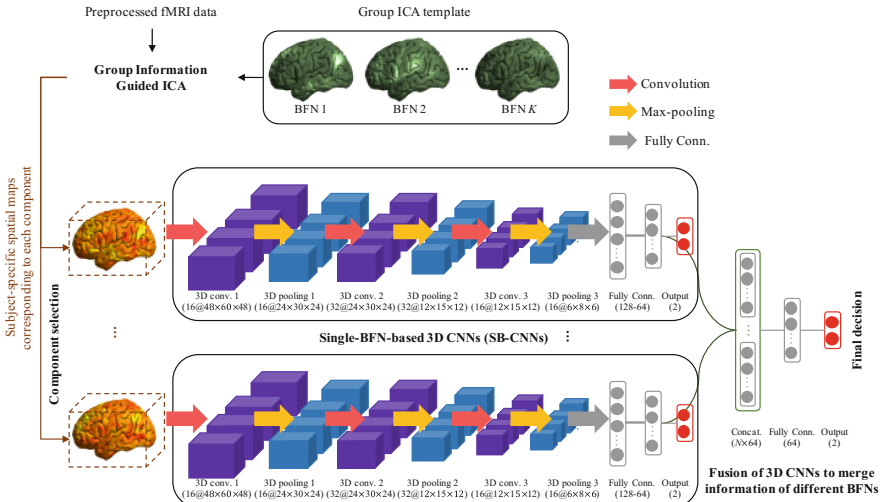 Preprocessed fMRI data
Group ICA template
Group Information
Guided ICA
BFN 1
BFN 2
...
BFN K
Convolution
Max-pooling
Fully Conn.
Subject-specific spatial maps
corresponding to each component
Component selection
3D conv. 1
(16@48×60×48)
3D pooling 1
(16@24×30×24)
3D conv. 2
(32@24×30×24)
3D pooling 2
(32@12×15×12)
3D conv. 3
(16@12×15×12)
3D pooling 3
(16@6×8×6)
Fully Conn.
(128-64)
Output
(2)
Single-BFN-based 3D CNNs (SB-CNNs)
3D conv. 1
(16@48×60×48)
3D pooling 1
(16@24×30×24)
3D conv. 2
(32@24×30×24)
3D pooling 2
(32@12×15×12)
3D conv. 3
(16@12×15×12)
3D pooling 3
(16@6×8×6)
Fully Conn.
(128-64)
Output
(2)
Concat.
(N×64)
Fully Conn.
(64)
Output
(2)
Final decision
Fusion of 3D CNNs to merge
information of different BFNs